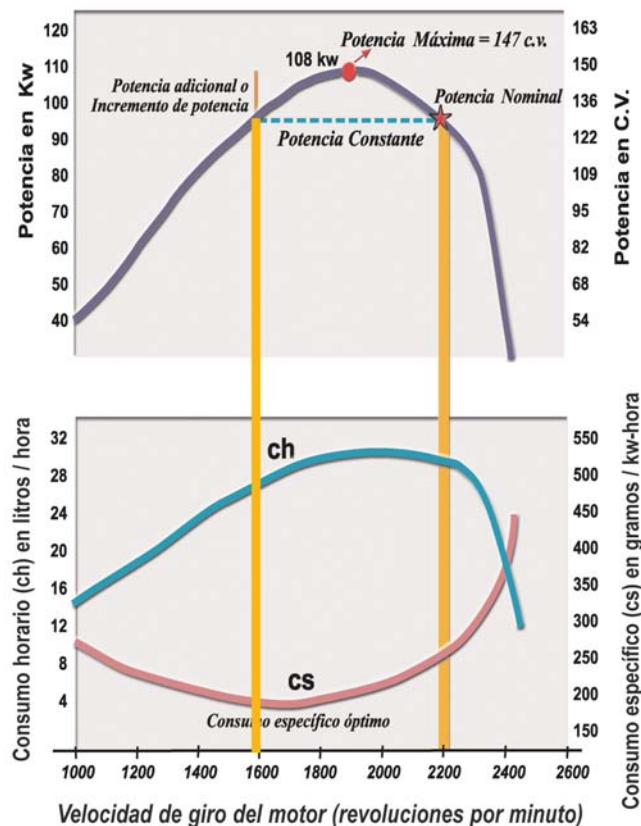 Potencia en Kw
120
110
100
90
80
70
60
50
40
108 kw
Potencia Máxima = 147 c.v.
Potencia adicional o
Incremento de potencia
Potencia Nominal
Potencia Constante
163
150
136
122
109
95
82
68
54
Potencia en C.V.
Consumo horario (ch) en litros / hora
32
28
24
20
16
12
8
4
ch
cs
Consumo específico óptimo
550
500
450
400
350
300
250
200
150
Consumo específico (cs) en gramos / kw-hora
1000 1200 1400 1600 1800 2000 2200 2400 2600
Velocidad de giro del motor (revoluciones por minuto)